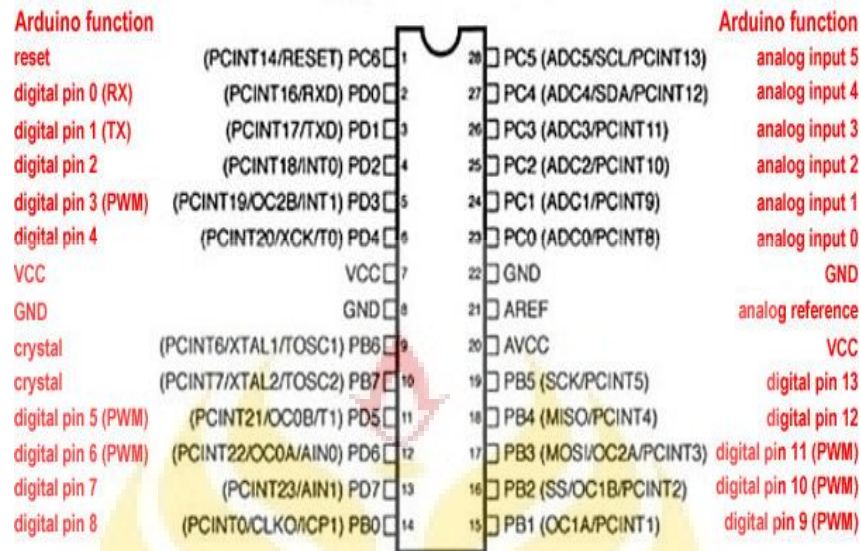 Arduino function Arduino function
reset (PCINT14/RESET) PC6 1 28 PC5 (ADC5/SCL/PCINT13) analog input 5
digital pin 0 (RX) (PCINT16/RXD) PD0 2 27 PC4 (ADC4/SDA/PCINT12) analog input 4
digital pin 1 (TX) (PCINT17/TXD) PD1 3 26 PC3 (ADC3/PCINT11) analog input 3
digital pin 2 (PCINT18/INT0) PD2 4 25 PC2 (ADC2/PCINT10) analog input 2
digital pin 3 (PWM) (PCINT19/OC2B/INT1) PD3 5 24 PC1 (ADC1/PCINT9) analog input 1
digital pin 4 (PCINT20/XCK/T0) PD4 6 23 PC0 (ADC0/PCINT8) analog input 0
VCC VCC 7 22 GND GND
GND GND 8 21 AREF analog reference
crystal (PCINT6/XTAL1/TOSC1) PB6 9 20 AVCC VCC
crystal (PCINT7/XTAL2/TOSC2) PB7 10 19 PB5 (SCK/PCINT5) digital pin 13
digital pin 5 (PWM) (PCINT21/OC0B/T1) PD5 11 18 PB4 (MISO/PCINT4) digital pin 12
digital pin 6 (PWM) (PCINT22/OC0A/AIN0) PD6 12 17 PB3 (MOSI/OC2A/PCINT3) digital pin 11 (PWM)
digital pin 7 (PCINT23/AIN1) PD7 13 16 PB2 (SS/OC1B/PCINT2) digital pin 10 (PWM)
digital pin 8 (PCINT0/CLKO/ICP1) PB0 14 15 PB1 (OC1A/PCINT1) digital pin 9 (PWM)